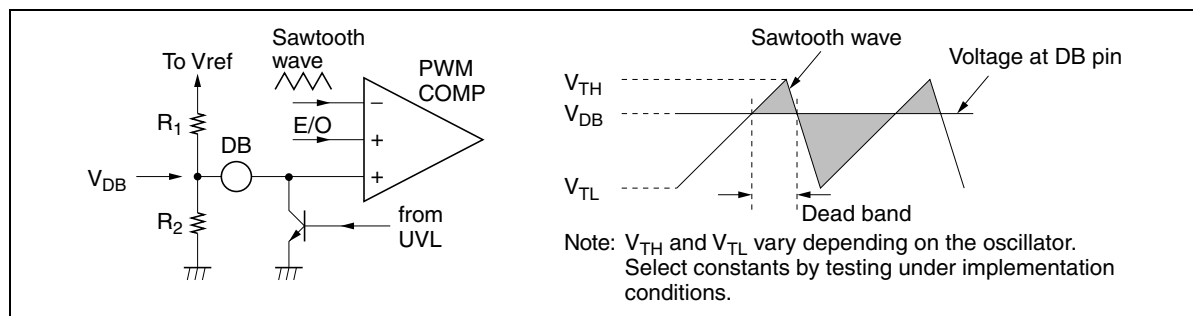 Sawtooth
wave
To Vref
PWM
COMP
−
R1
E/O
+
DB
VDB
+
R2
from
UVL
Sawtooth wave
Voltage at DB pin
VTH
VDB
VTL
Dead band
Note: VTH and VTL vary depending on the oscillator.
Select constants by testing under implementation
conditions.